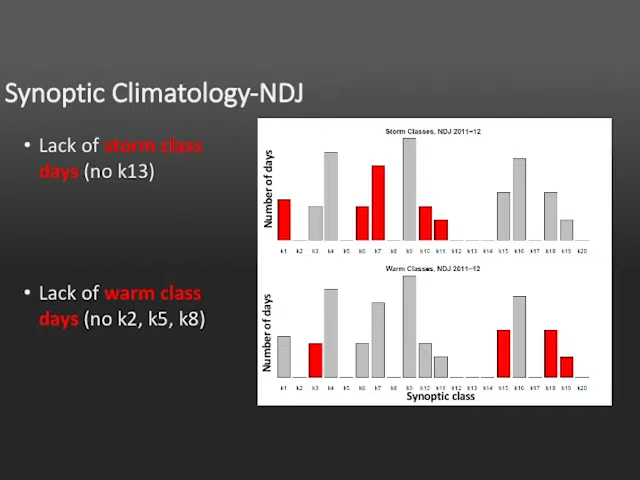 Synoptic Climatology-NDJ
• Lack of storm class
days (no k13)
• Lack of warm class
days (no k2, k5, k8)
Storm Classes, NDJ 2011−12
Number of days
k1 k2 k3 k4 k5 k6 k7 k8 k9 k10 k11 k12 k13 k14 k15 k16 k17 k18 k19 k20
Warm Classes, NDJ 2011−12
Number of days
k1 k2 k3 k4 k5 k6 k7 k8 k9 k10 k11 k12 k13 k14 k15 k16 k17 k18 k19 k20
Synoptic class